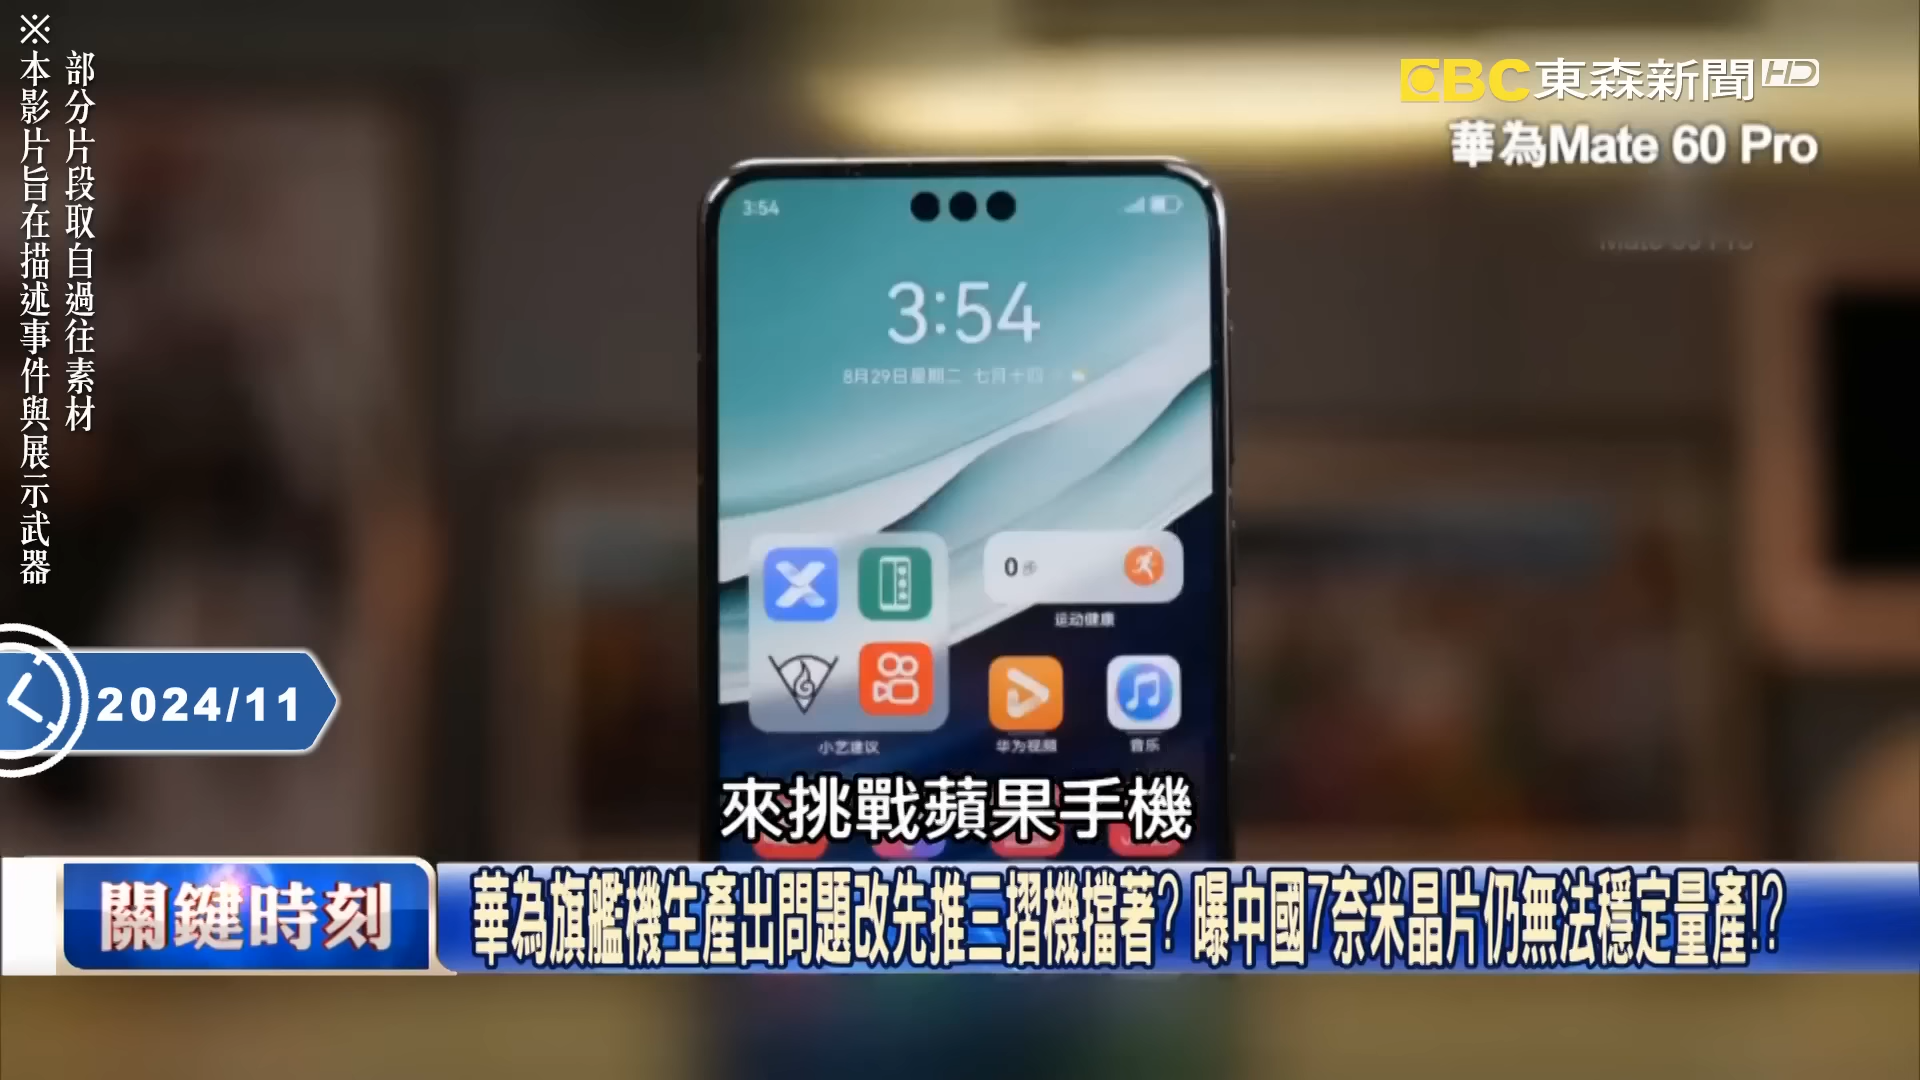 ※本影片旨在描述事件與展示武器
部分片段取自過往素材
EBC東森新聞HD
華為Mate 60 Pro
Mate 60 Pro
3:54
3:54
8月29日星期二 七月十四
0步
运动健康
小艺建议
华为视频
音乐
2024/11
來挑戰蘋果手機
關鍵時刻
華為旗艦機生產出問題改先推三摺機擋著? 曝中國7奈米晶片仍無法穩定量產!?